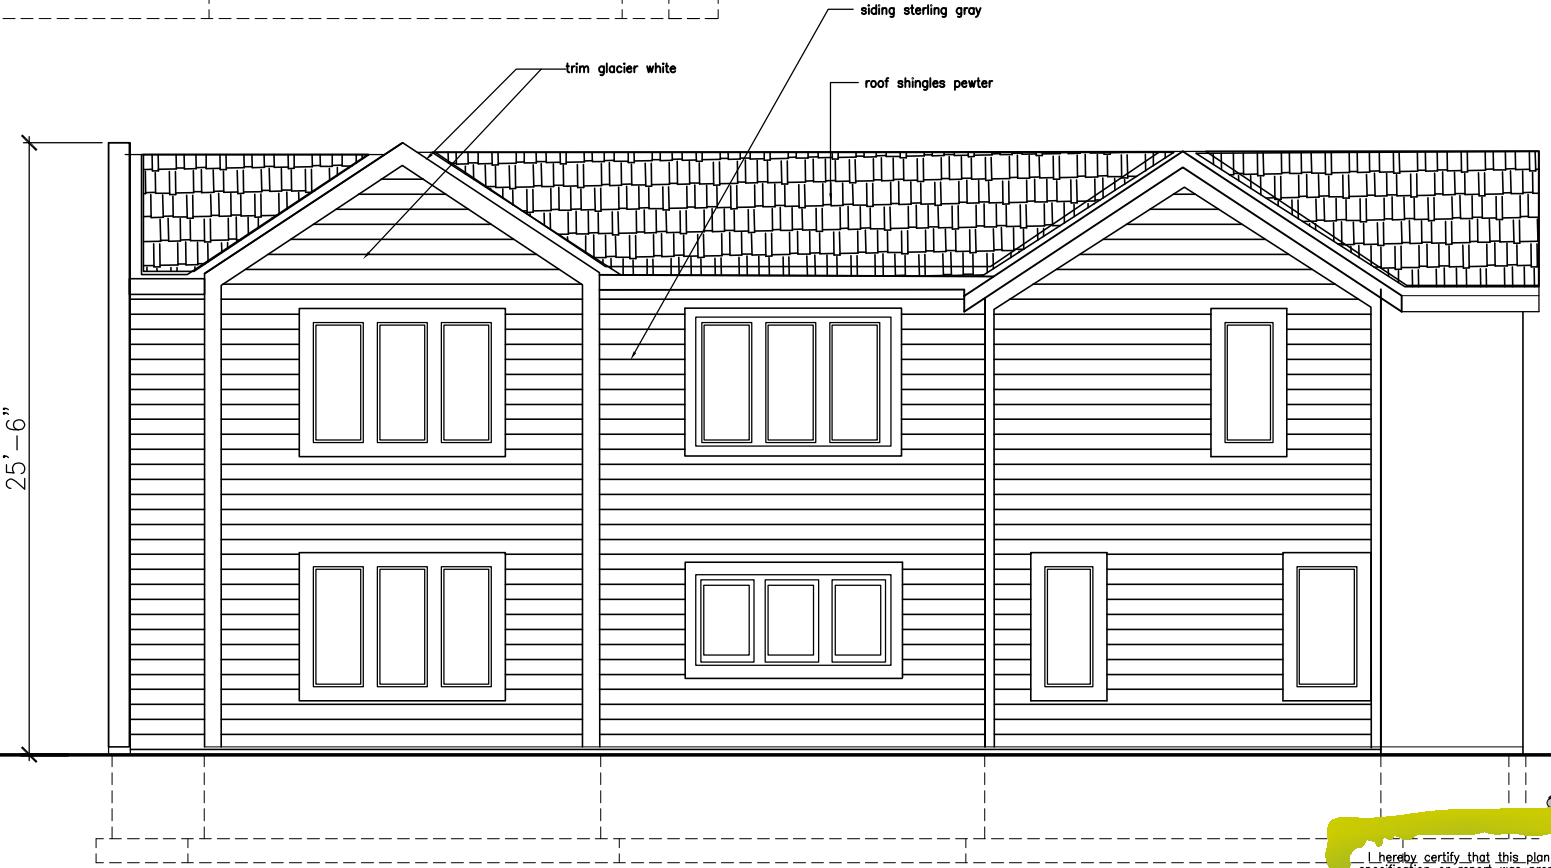 siding sterling gray
trim glacier white
roof shingles pewter
25'-6"
I hereby certify that this plan